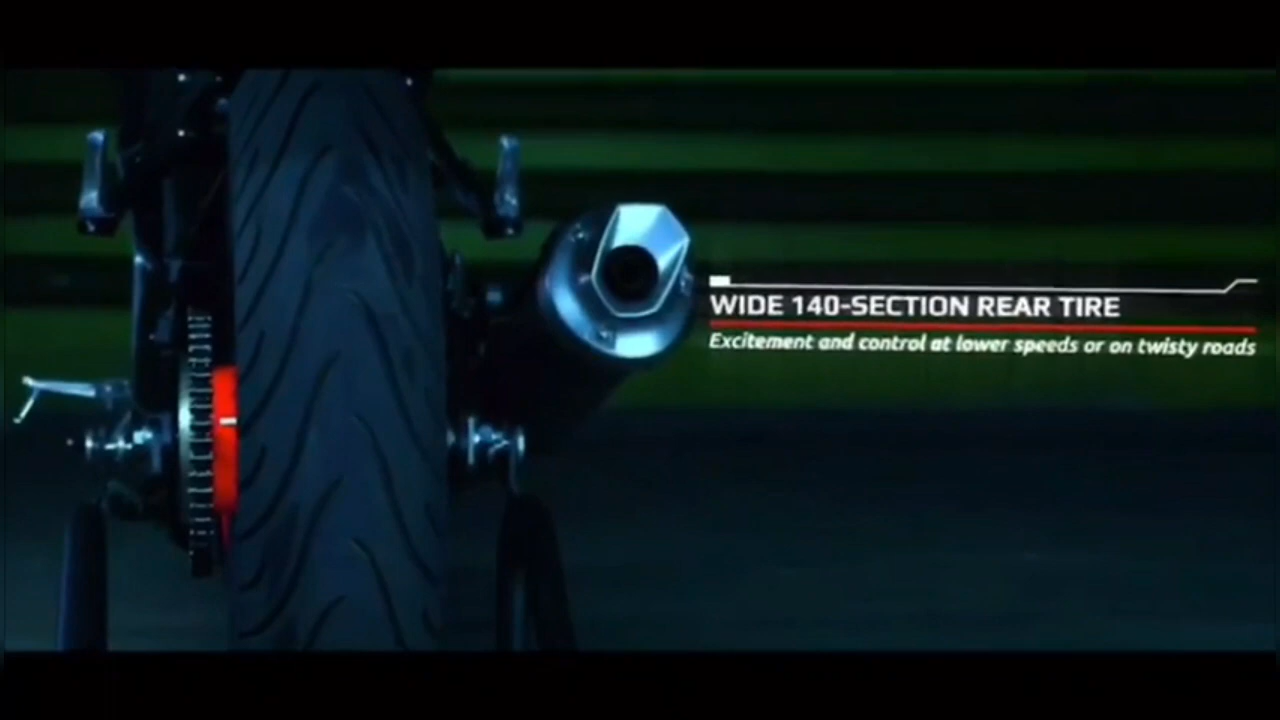 WIDE 140-SECTION REAR TIRE
Excitement and control at lower speeds or on twisty roads